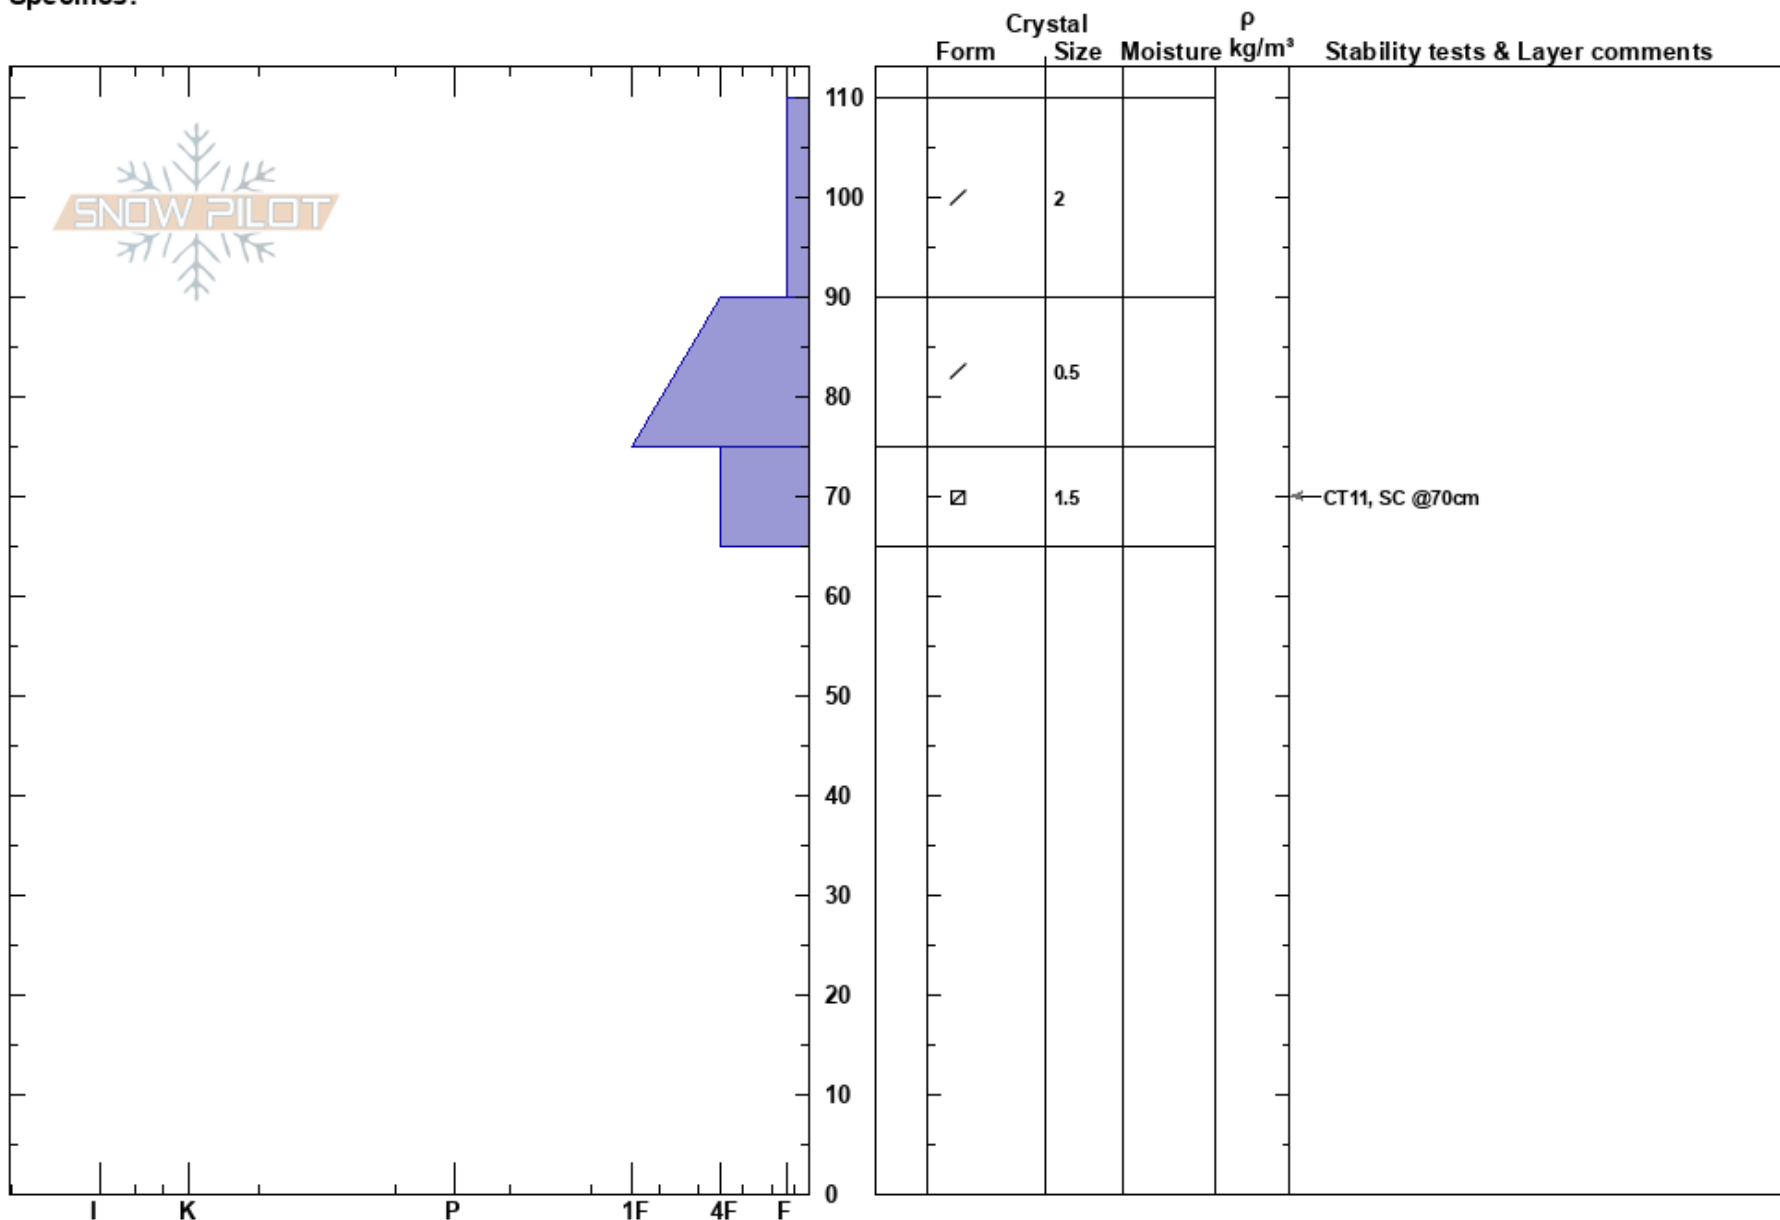 Crystal
ρ
Form Size Moisture kg/m³ Stability tests & Layer comments
SNOW PILOT
110
100
2
90
0.5
80
70
1.5
CT11, SC @70cm
60
50
40
30
20
10
0
I K P 1F 4F F